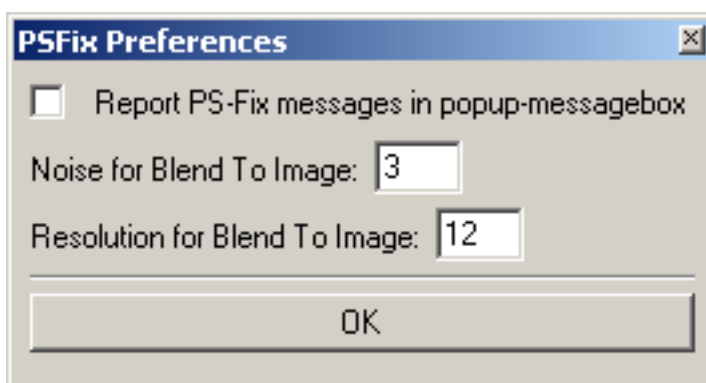 PSFix Preferences
Report PS-Fix messages in popup-messagebox
Noise for Blend To Image: 3
Resolution for Blend To Image: 12
OK